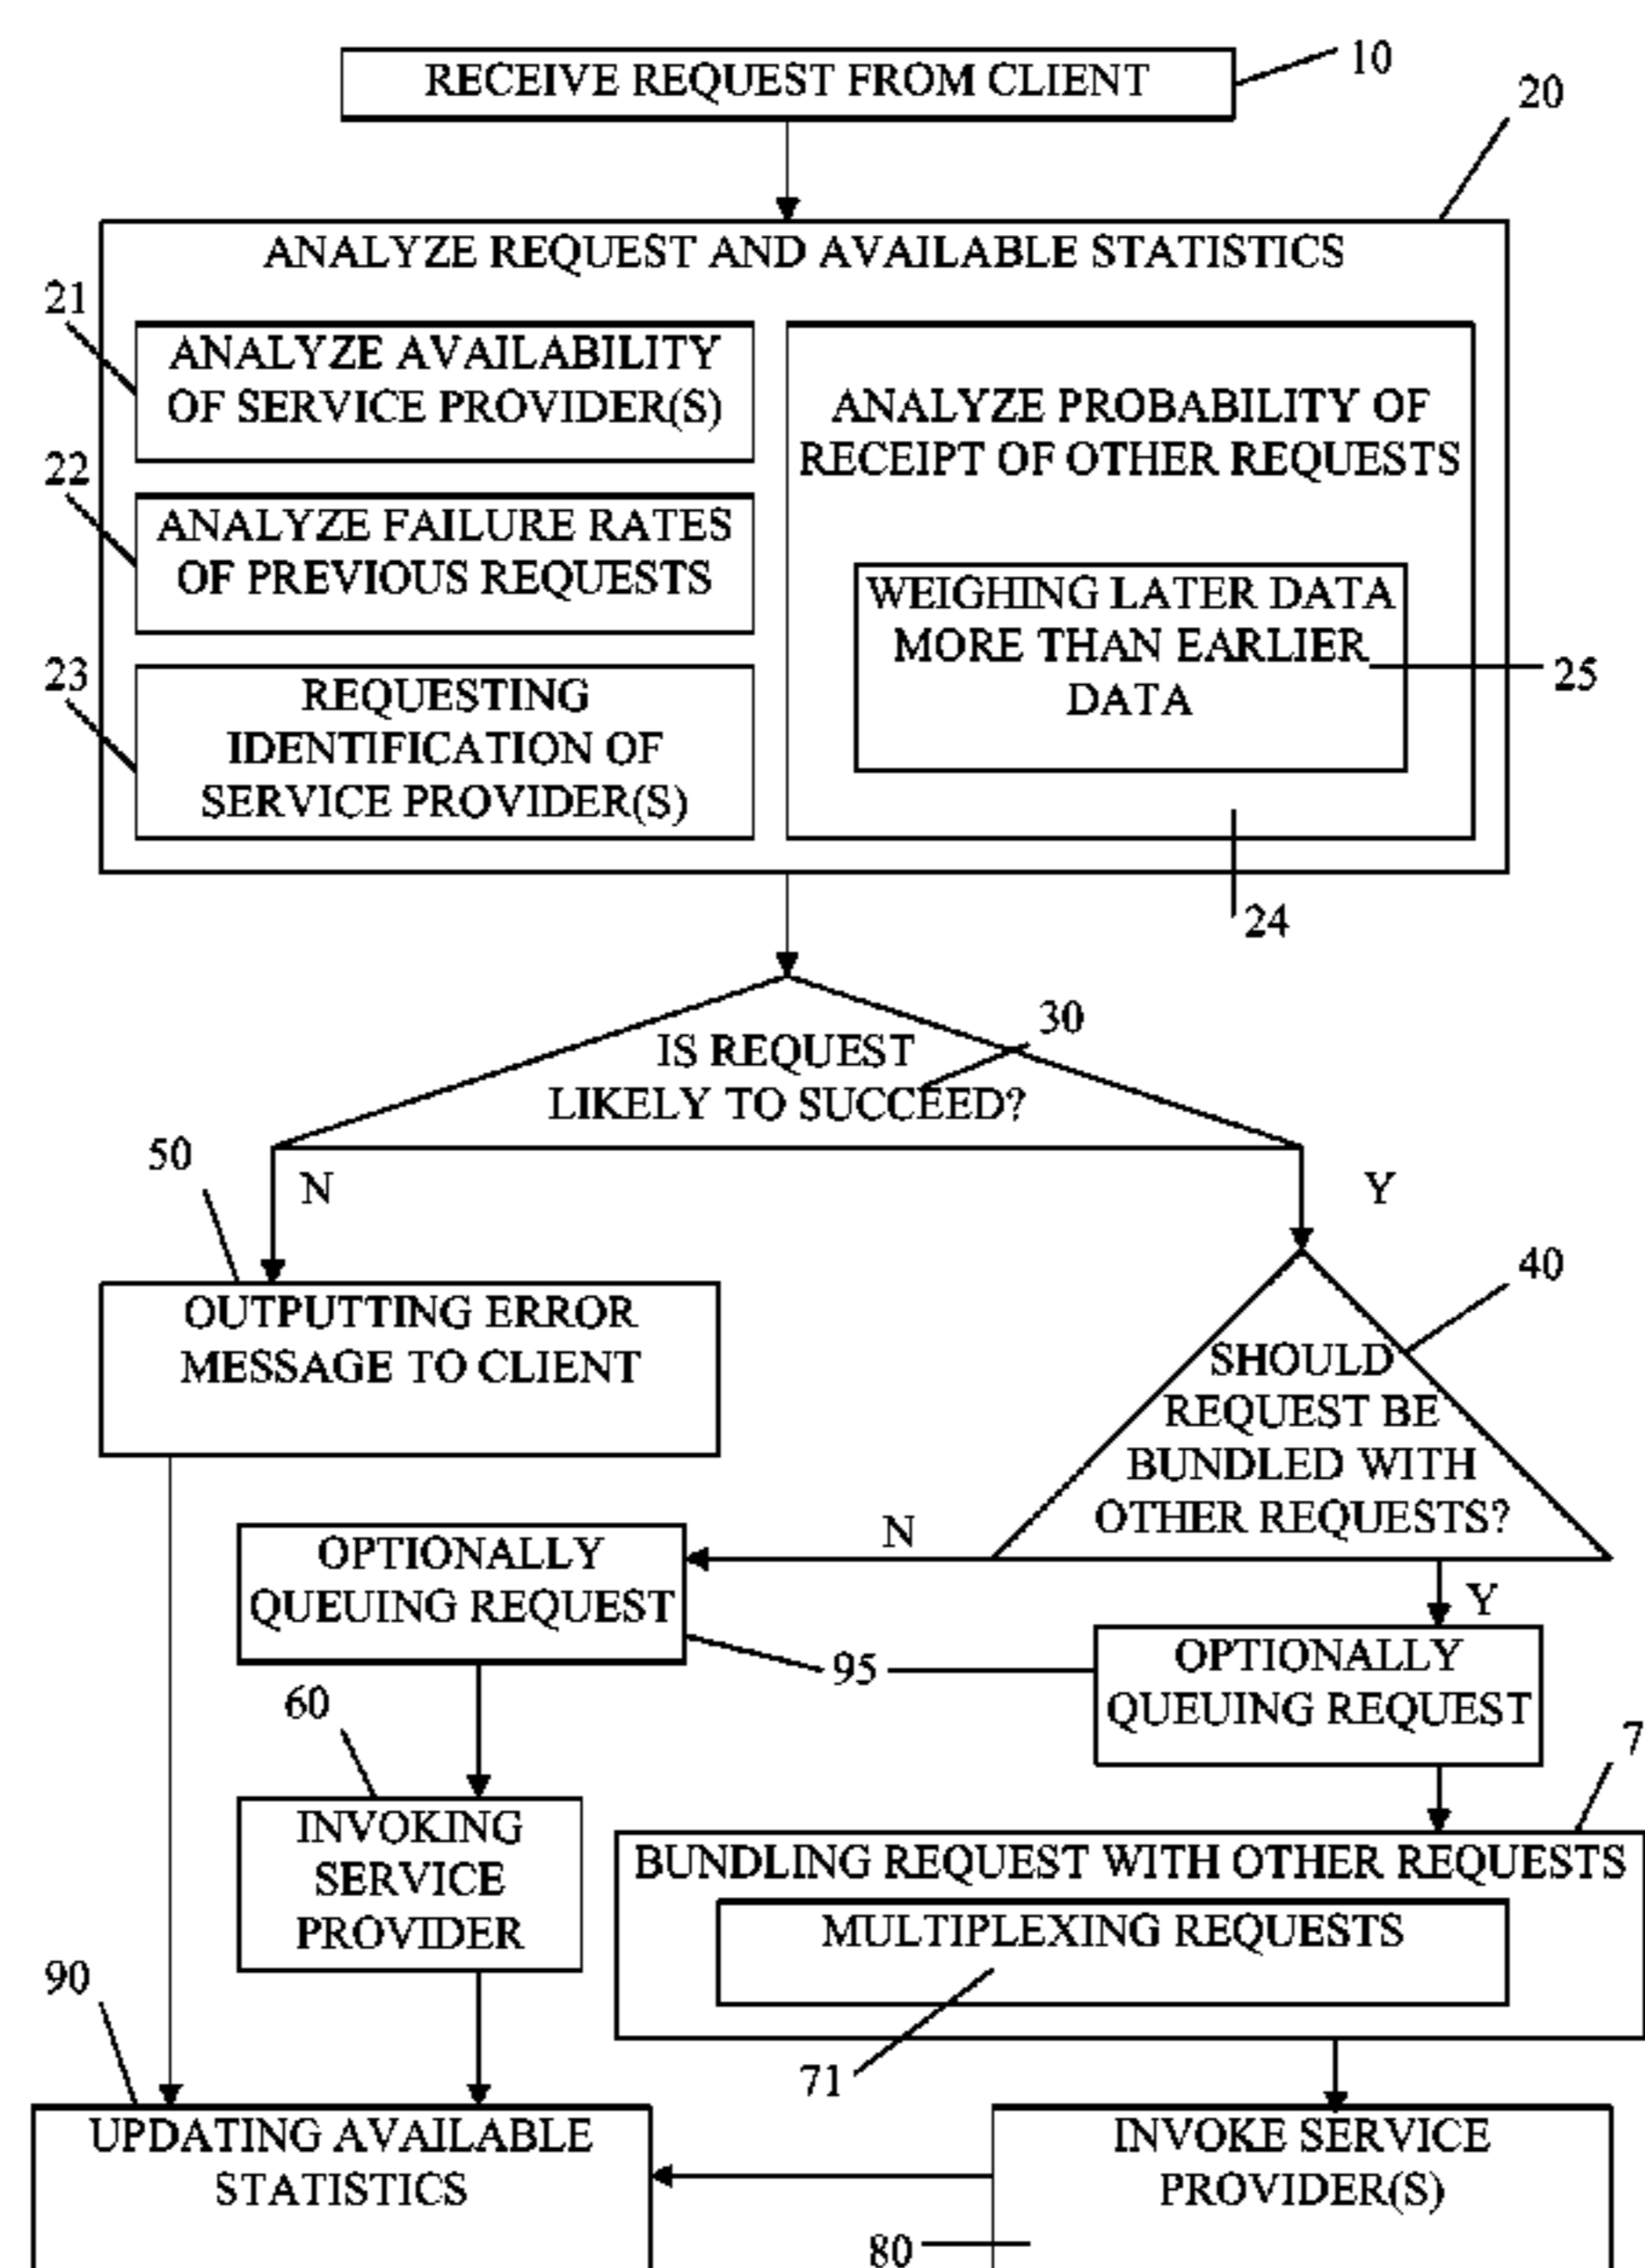 RECEIVE REQUEST FROM CLIENT
10
20
ANALYZE REQUEST AND AVAILABLE STATISTICS
21
ANALYZE AVAILABILITY
OF SERVICE PROVIDER(S)
22
ANALYZE FAILURE RATES
OF PREVIOUS REQUESTS
23
REQUESTING
IDENTIFICATION OF
SERVICE PROVIDER(S)
ANALYZE PROBABILITY OF
RECEIPT OF OTHER REQUESTS
WEIGHING LATER DATA
MORE THAN EARLIER
DATA
25
24
30
IS REQUEST
LIKELY TO SUCCEED?
N
Y
50
OUTPUTTING ERROR
MESSAGE TO CLIENT
40
SHOULD
REQUEST BE
BUNDLED WITH
OTHER REQUESTS?
N
Y
OPTIONALLY
QUEUING REQUEST
95
OPTIONALLY
QUEUING REQUEST
60
INVOKING
SERVICE
PROVIDER
7
BUNDLING REQUEST WITH OTHER REQUESTS
MULTIPLEXING REQUESTS
71
90
UPDATING AVAILABLE
STATISTICS
INVOKE SERVICE
PROVIDER(S)
80